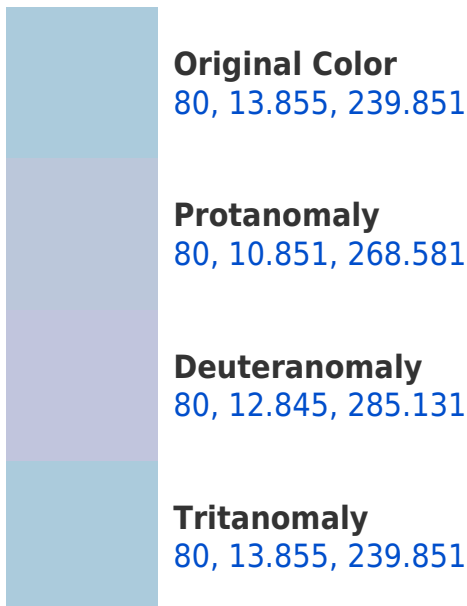 Original Color
80, 13.855, 239.851
Protanomaly
80, 10.851, 268.581
Deuteranomaly
80, 12.845, 285.131
Tritanomaly
80, 13.855, 239.851